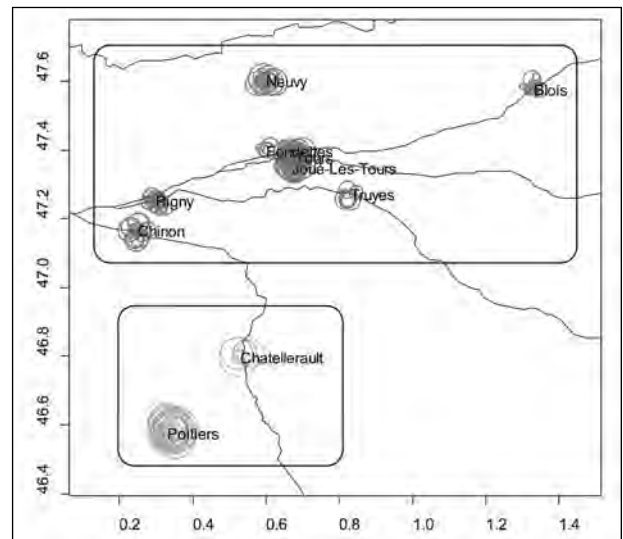 47.6
Neuvy
Blois
47.4
Fondettes
Tours
Joué-Les-Tours
47.2
Rigny
Truyes
Chinon
47.0
46.8
Chatellerault
46.6
Poitiers
46.4
0.2 0.4 0.6 0.8 1.0 1.2 1.4